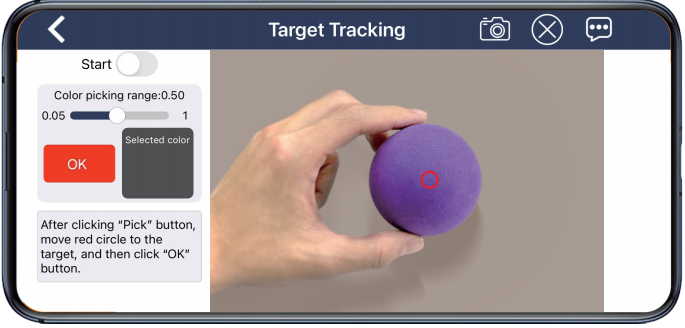 Target Tracking
Start
Color picking range:0.50
0.05
1
OK
Selected color
After clicking “Pick” button,
move red circle to the
target, and then click “OK”
button.